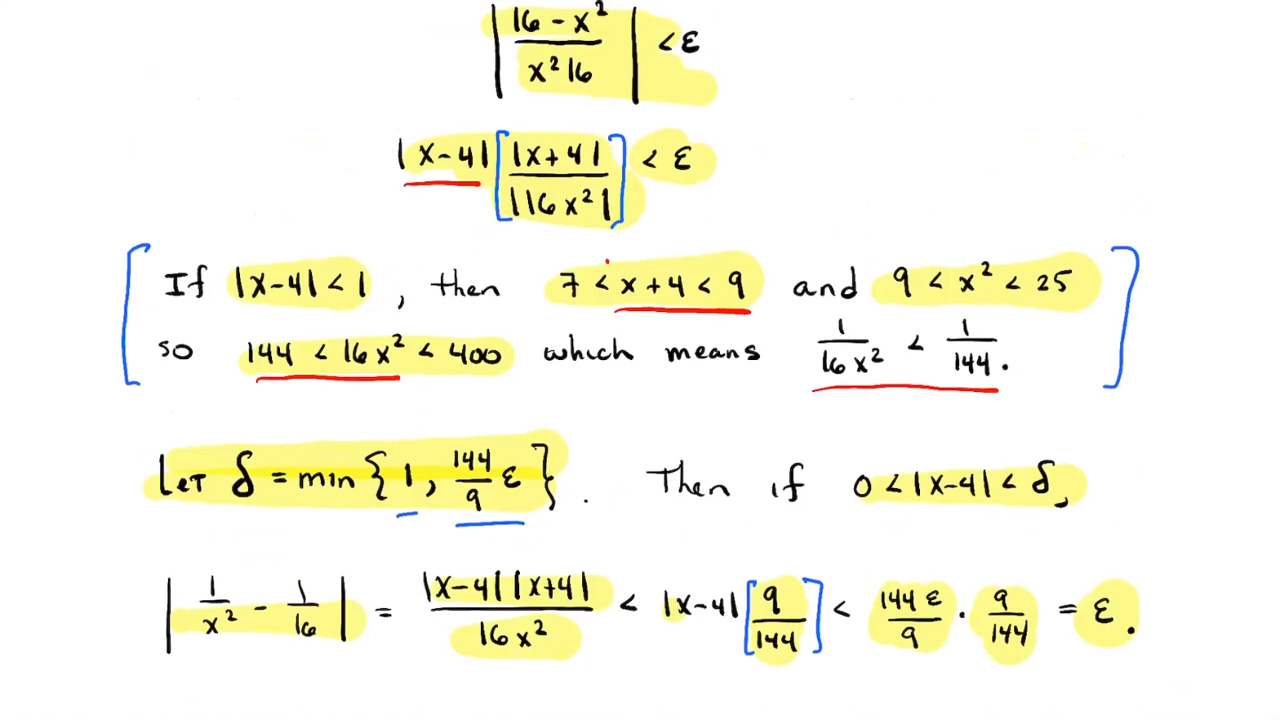 | (16 - x²) / (x² 16) | < ε
|x-4| [ |x+4| / |16x²| ] < ε
[ If |x-4| < 1 , then 7 < x+4 < 9 and 9 < x² < 25
so 144 < 16x² < 400 which means 1/(16x²) < 1/144 . ]
Let δ = min { 1, 144/9 ε } . Then if 0 < |x-4| < δ,
| 1/x² - 1/16 | = |x-4| |x+4| / 16x² < |x-4| [ 9/144 ] < 144 ε/9 · 9/144 = ε .